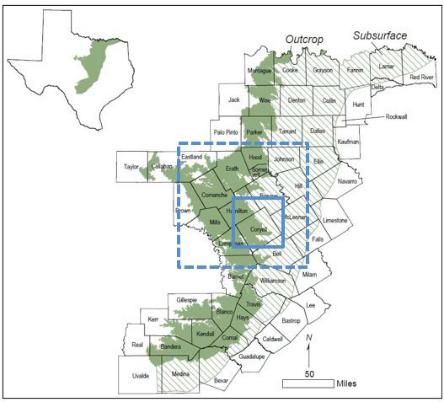 Outcrop
Subsurface
Montague
Cooke
Grayson
Fannin
Lamar
Red River
Delta
Jack
Wise
Denton
Collin
Hunt
Rockwall
Palo Pinto
Parker
Tarrant
Dallas
Kaufman
Taylor
Callahan
Eastland
Erath
Hood
Johnson
Ellis
Navarro
Comanche
Hill
Brown
Hamilton
McLennan
Limestone
Mills
Coryell
Falls
Lampasas
Bell
Milam
Burnet
Williamson
Gillespie
Travis
Lee
Blanco
Kerr
Hays
Bastrop
Real
Kendall
Comal
Caldwell
Bandera
Guadalupe
Uvalde
Medina
Bexar
N
50
Miles